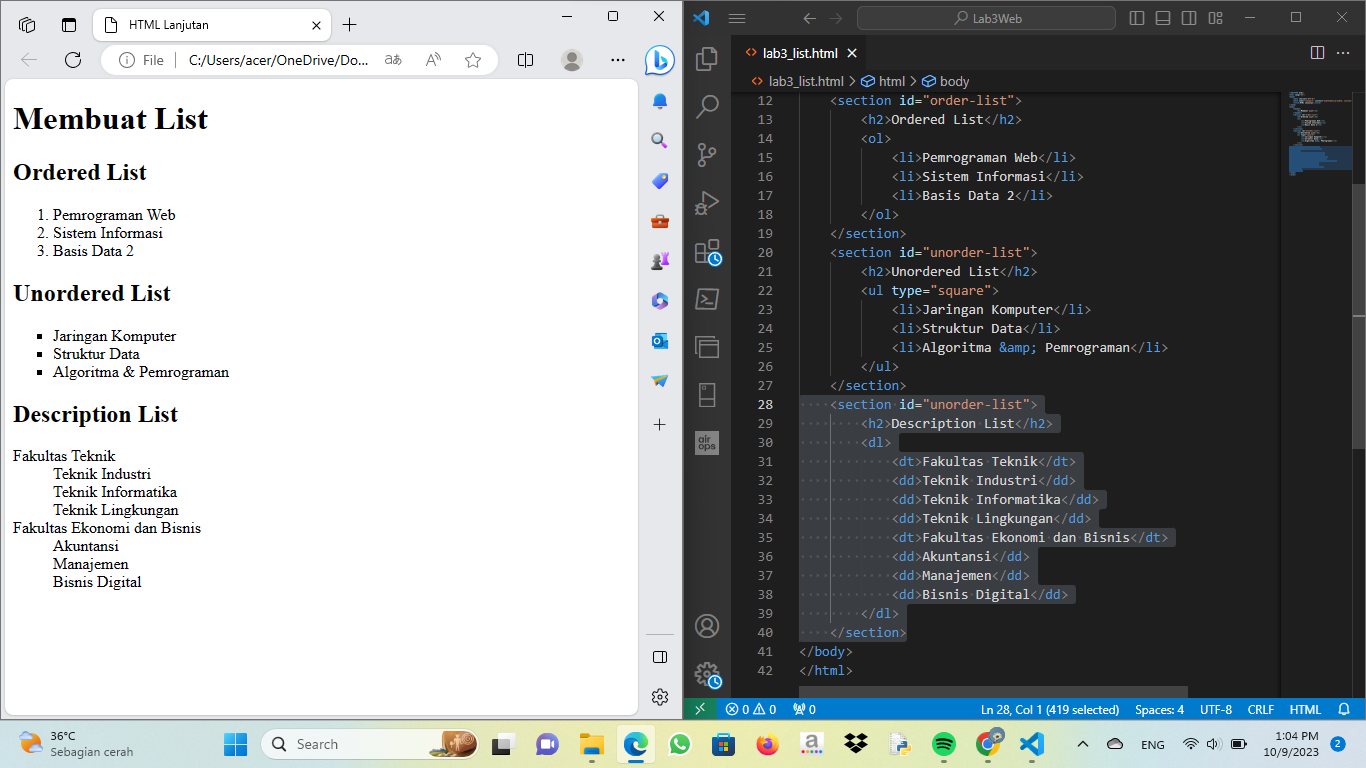 HTML Lanjutan
File
C:/Users/acer/OneDrive/Do...
Membuat List
Ordered List
1. Pemrograman Web
2. Sistem Informasi
3. Basis Data 2
Unordered List
Jaringan Komputer
Struktur Data
Algoritma & Pemrograman
Description List
Fakultas Teknik
Teknik Industri
Teknik Informatika
Teknik Lingkungan
Fakultas Ekonomi dan Bisnis
Akuntansi
Manajemen
Bisnis Digital
Lab3Web
lab3_list.html
lab3_list.html > html > body
12 <section id="order-list">
13 <h2>Ordered List</h2>
14 <ol>
15 <li>Pemrograman Web</li>
16 <li>Sistem Informasi</li>
17 <li>Basis Data 2</li>
18 </ol>
19 </section>
20 <section id="unorder-list">
21 <h2>Unordered List</h2>
22 <ul type="square">
23 <li>Jaringan Komputer</li>
24 <li>Struktur Data</li>
25 <li>Algoritma &amp; Pemrograman</li>
26 </ul>
27 </section>
28 <section id="unorder-list">
29 <h2>Description List</h2>
30 <dl>
31 <dt>Fakultas Teknik</dt>
32 <dd>Teknik Industri</dd>
33 <dd>Teknik Informatika</dd>
34 <dd>Teknik Lingkungan</dd>
35 <dt>Fakultas Ekonomi dan Bisnis</dt>
36 <dd>Akuntansi</dd>
37 <dd>Manajemen</dd>
38 <dd>Bisnis Digital</dd>
39 </dl>
40 </section>
41 </body>
42 </html>
air ops
0 0 0
Ln 28, Col 1 (419 selected) Spaces: 4 UTF-8 CRLF HTML
36°C
Sebagian cerah
Search
ENG
1:04 PM
10/9/2023
2